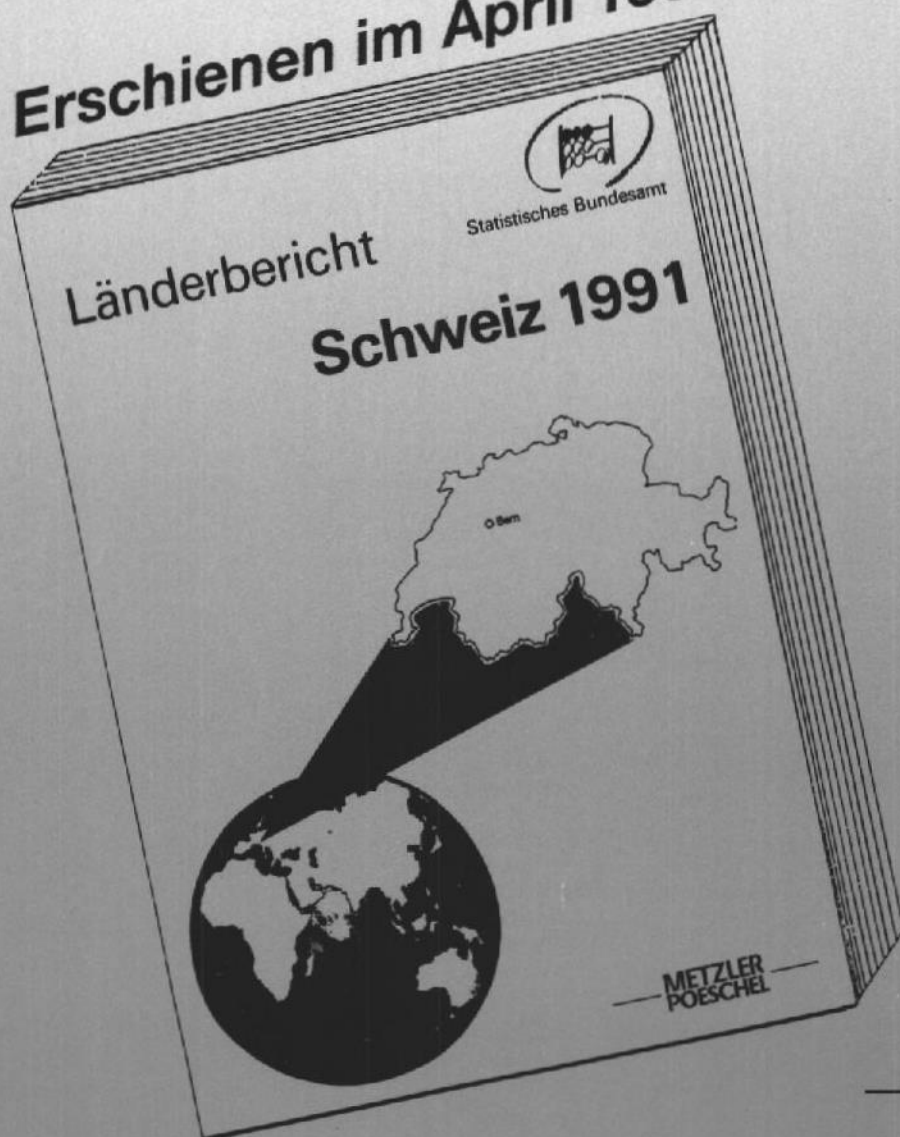 Erschienen im April
Statistisches Bundesamt
Länderbericht
Schweiz 1991
Bern
METZLER
POESCHEL